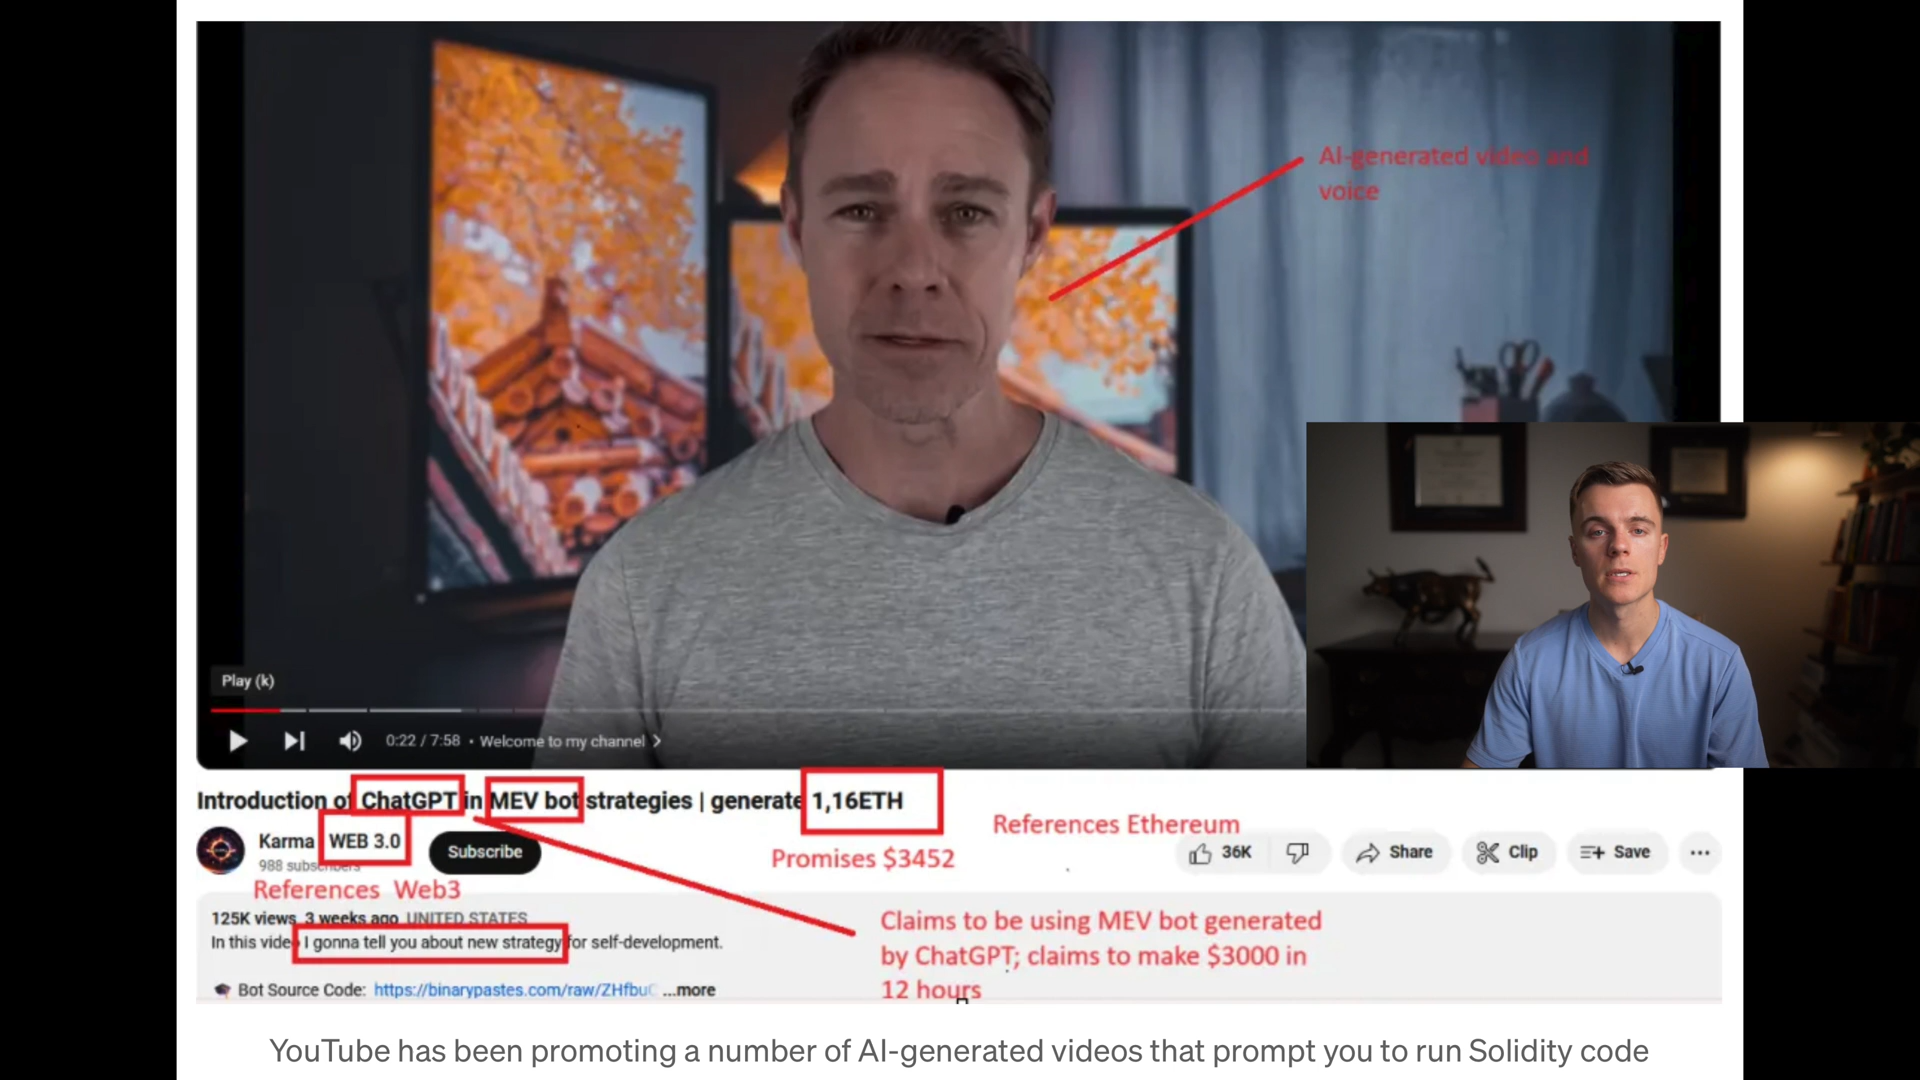 AI-generated video and
voice
Play (k)
0:22 / 7:58 • Welcome to my channel >
Introduction of ChatGPT in MEV bot strategies | generate 1,16ETH
Karma WEB 3.0
988 subscribers
Subscribe
References Ethereum
Promises $3452
36K
Share
Clip
Save
References Web3
125K views 3 weeks ago UNITED STATES
In this video I gonna tell you about new strategy for self-development.
Bot Source Code: https://binarypastes.com/raw/ZHfbu ...more
Claims to be using MEV bot generated
by ChatGPT; claims to make $3000 in
12 hours
YouTube has been promoting a number of AI-generated videos that prompt you to run Solidity code